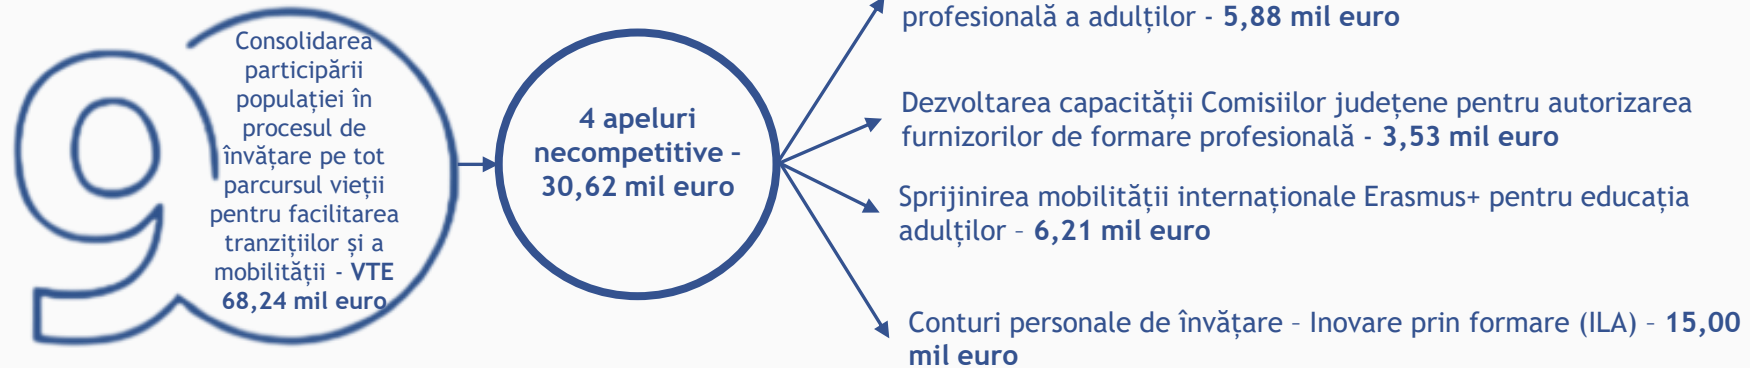 9
Consolidarea
participării
populației în
procesul de
învățare pe tot
parcursul vieții
pentru facilitarea
tranzițiilor și a
mobilității - VTE
68,24 mil euro
4 apeluri
necompetitive –
30,62 mil euro
profesională a adulților - 5,88 mil euro
Dezvoltarea capacității Comisiilor județene pentru autorizarea
furnizorilor de formare profesională - 3,53 mil euro
Sprijinirea mobilității internaționale Erasmus+ pentru educația
adulților – 6,21 mil euro
Conturi personale de învățare – Inovare prin formare (ILA) – 15,00
mil euro